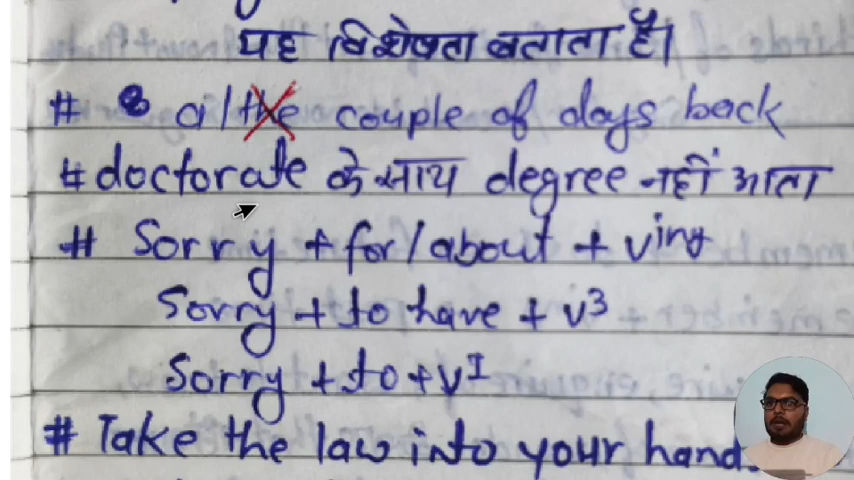 यह विशेषता बताता है।
# a/the couple of days back
# doctorate के साथ degree नहीं आता
# Sorry + for/about + ving
Sorry + to have + v3
Sorry + to + vI
# Take the law into your hand